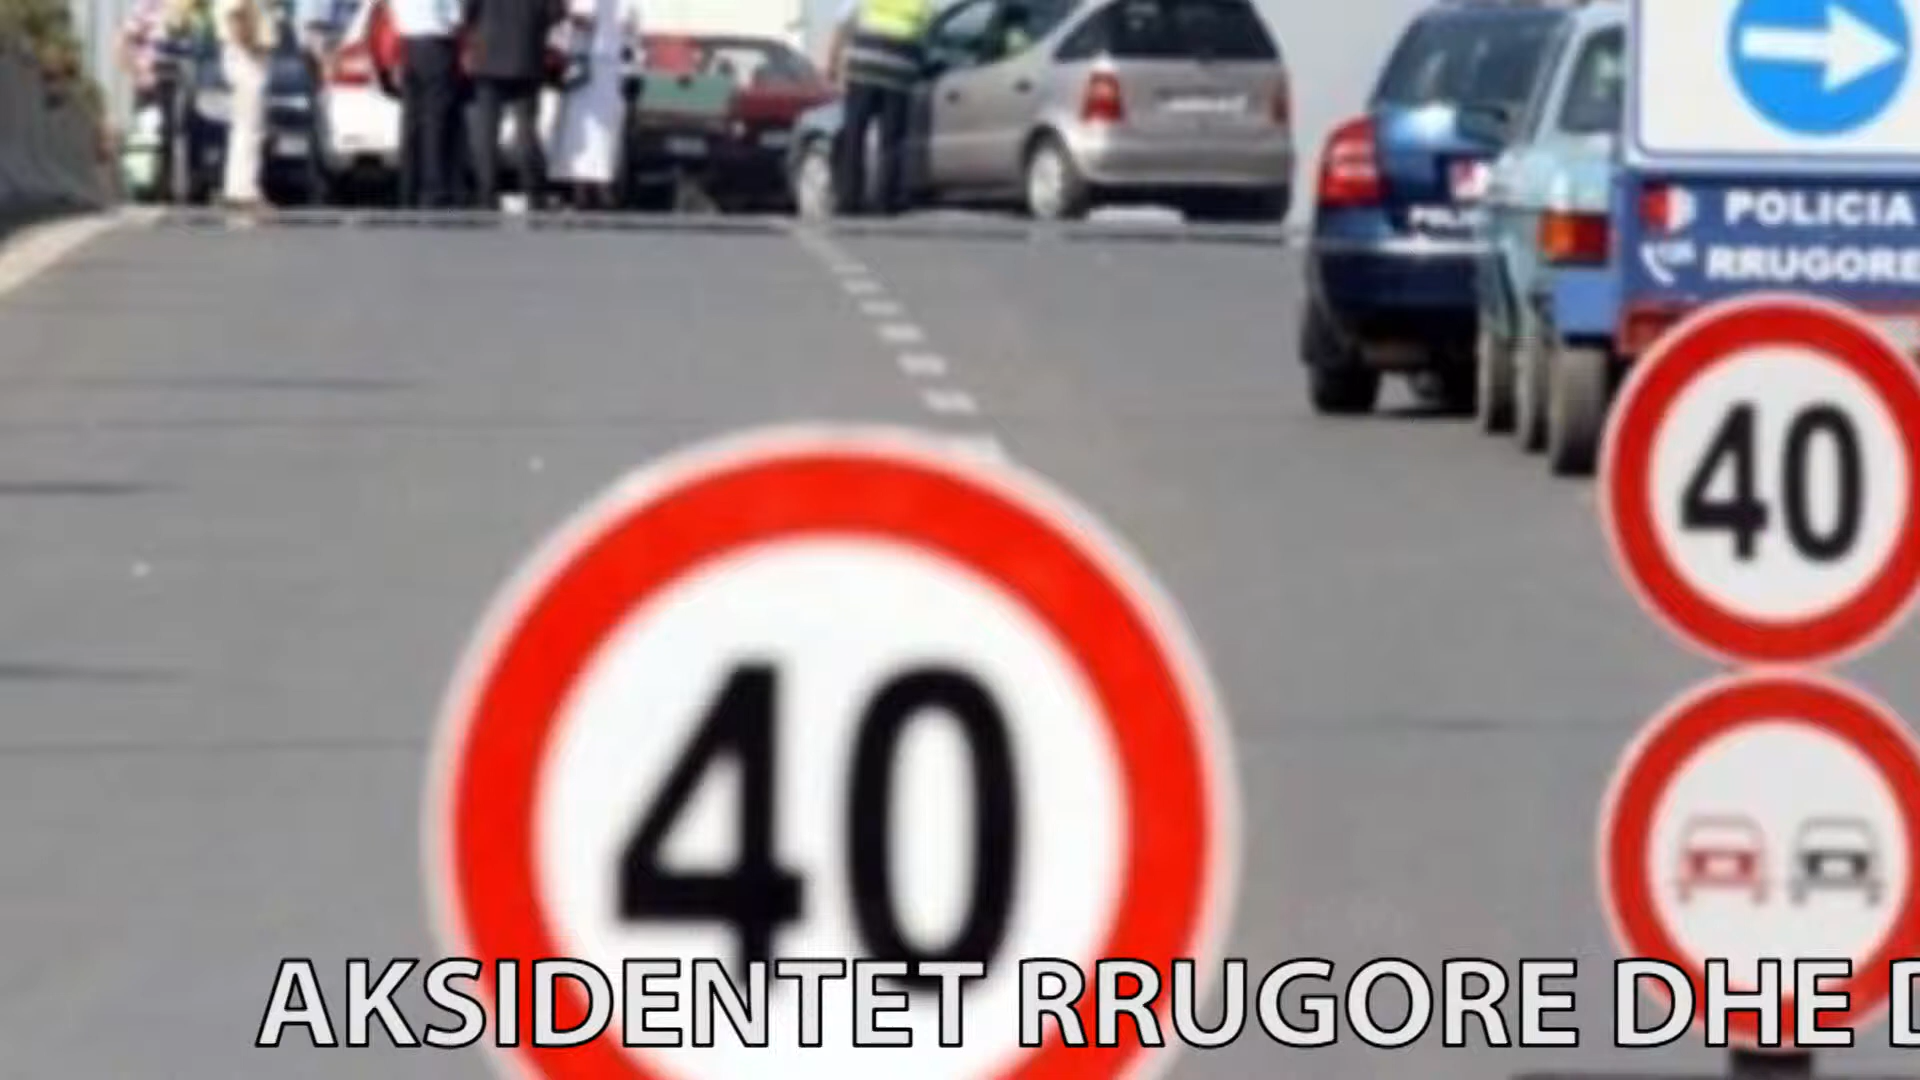 POLICIA
RRUGORE
40
40
AKSIDENTET RRUGORE DHE